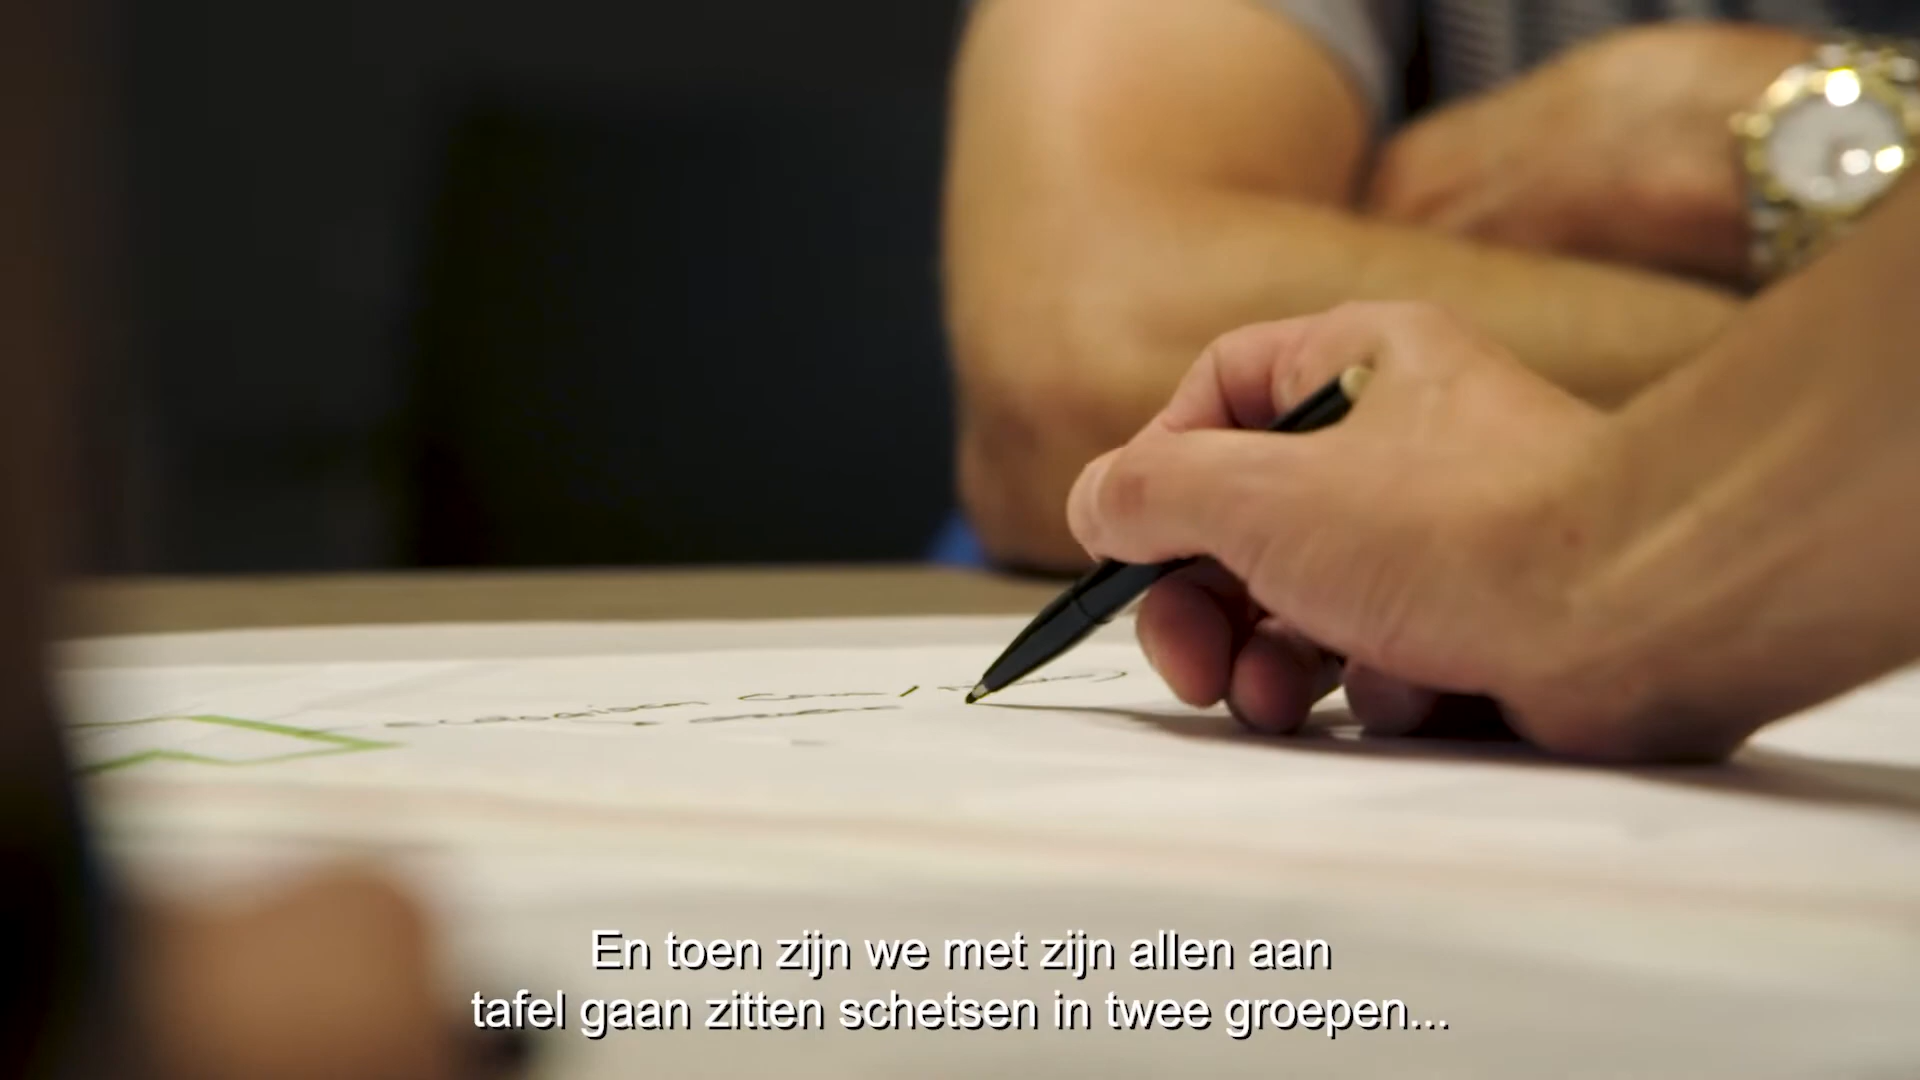 En toen zijn we met zijn allen aan
tafel gaan zitten schetsen in twee groepen...